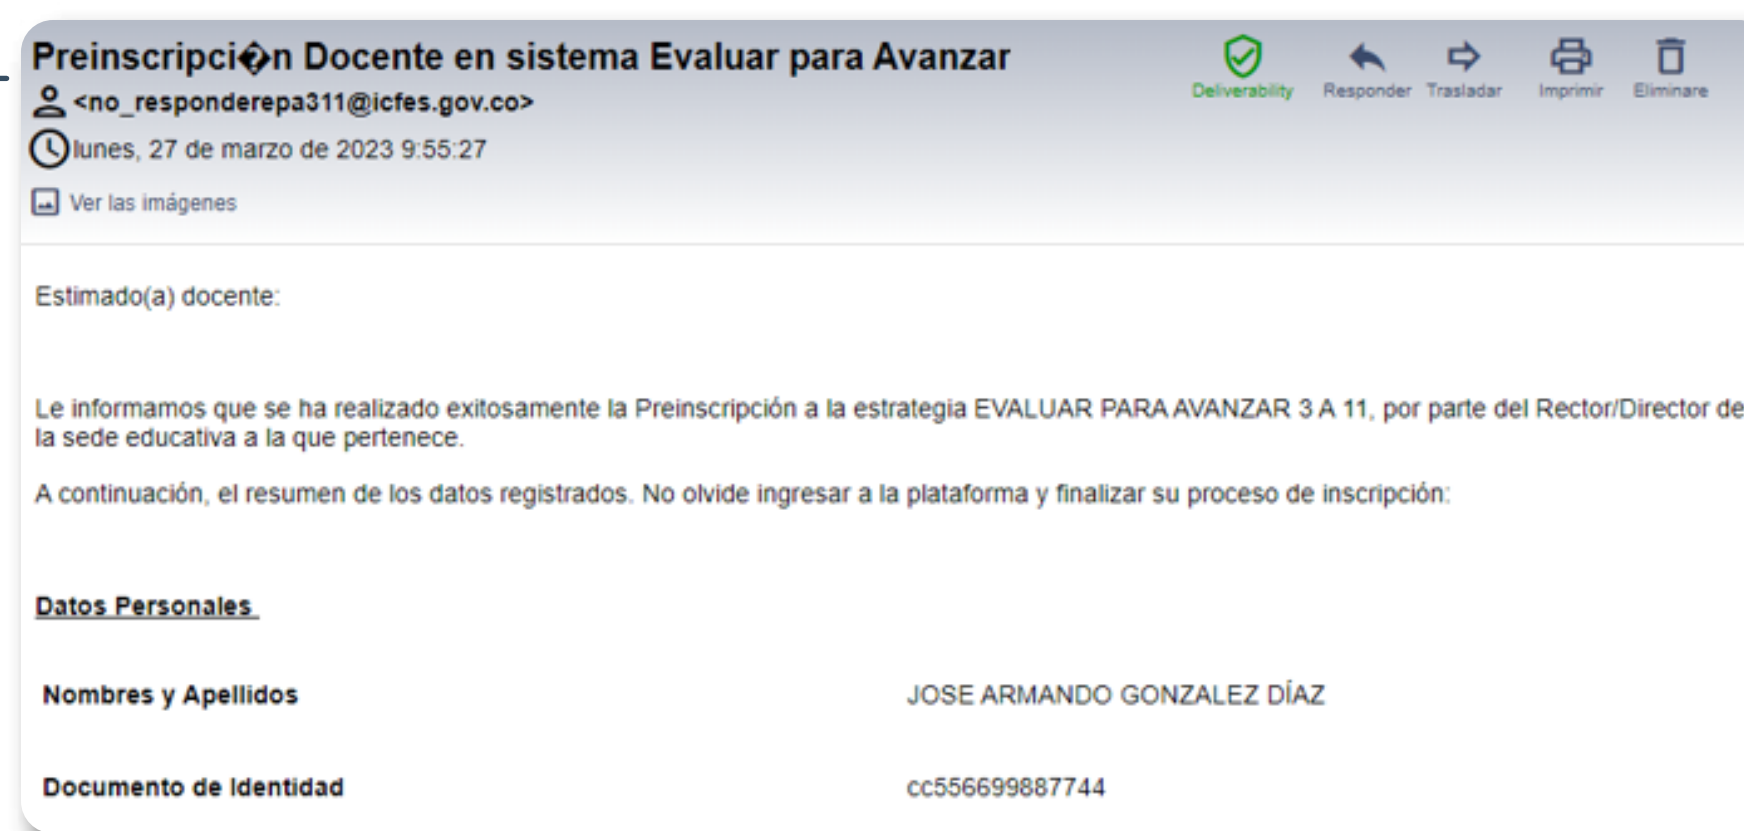 Preinscripci�n Docente en sistema Evaluar para Avanzar
Deliverability Responder Trasladar Imprimir Eliminare
<no_responderepa311@icfes.gov.co>
lunes, 27 de marzo de 2023 9:55:27
Ver las imágenes
Estimado(a) docente:
Le informamos que se ha realizado exitosamente la Preinscripción a la estrategia EVALUAR PARA AVANZAR 3 A 11, por parte del Rector/Director de
la sede educativa a la que pertenece.
A continuación, el resumen de los datos registrados. No olvide ingresar a la plataforma y finalizar su proceso de inscripción:
Datos Personales
Nombres y Apellidos JOSE ARMANDO GONZALEZ DÍAZ
Documento de Identidad cc556699887744